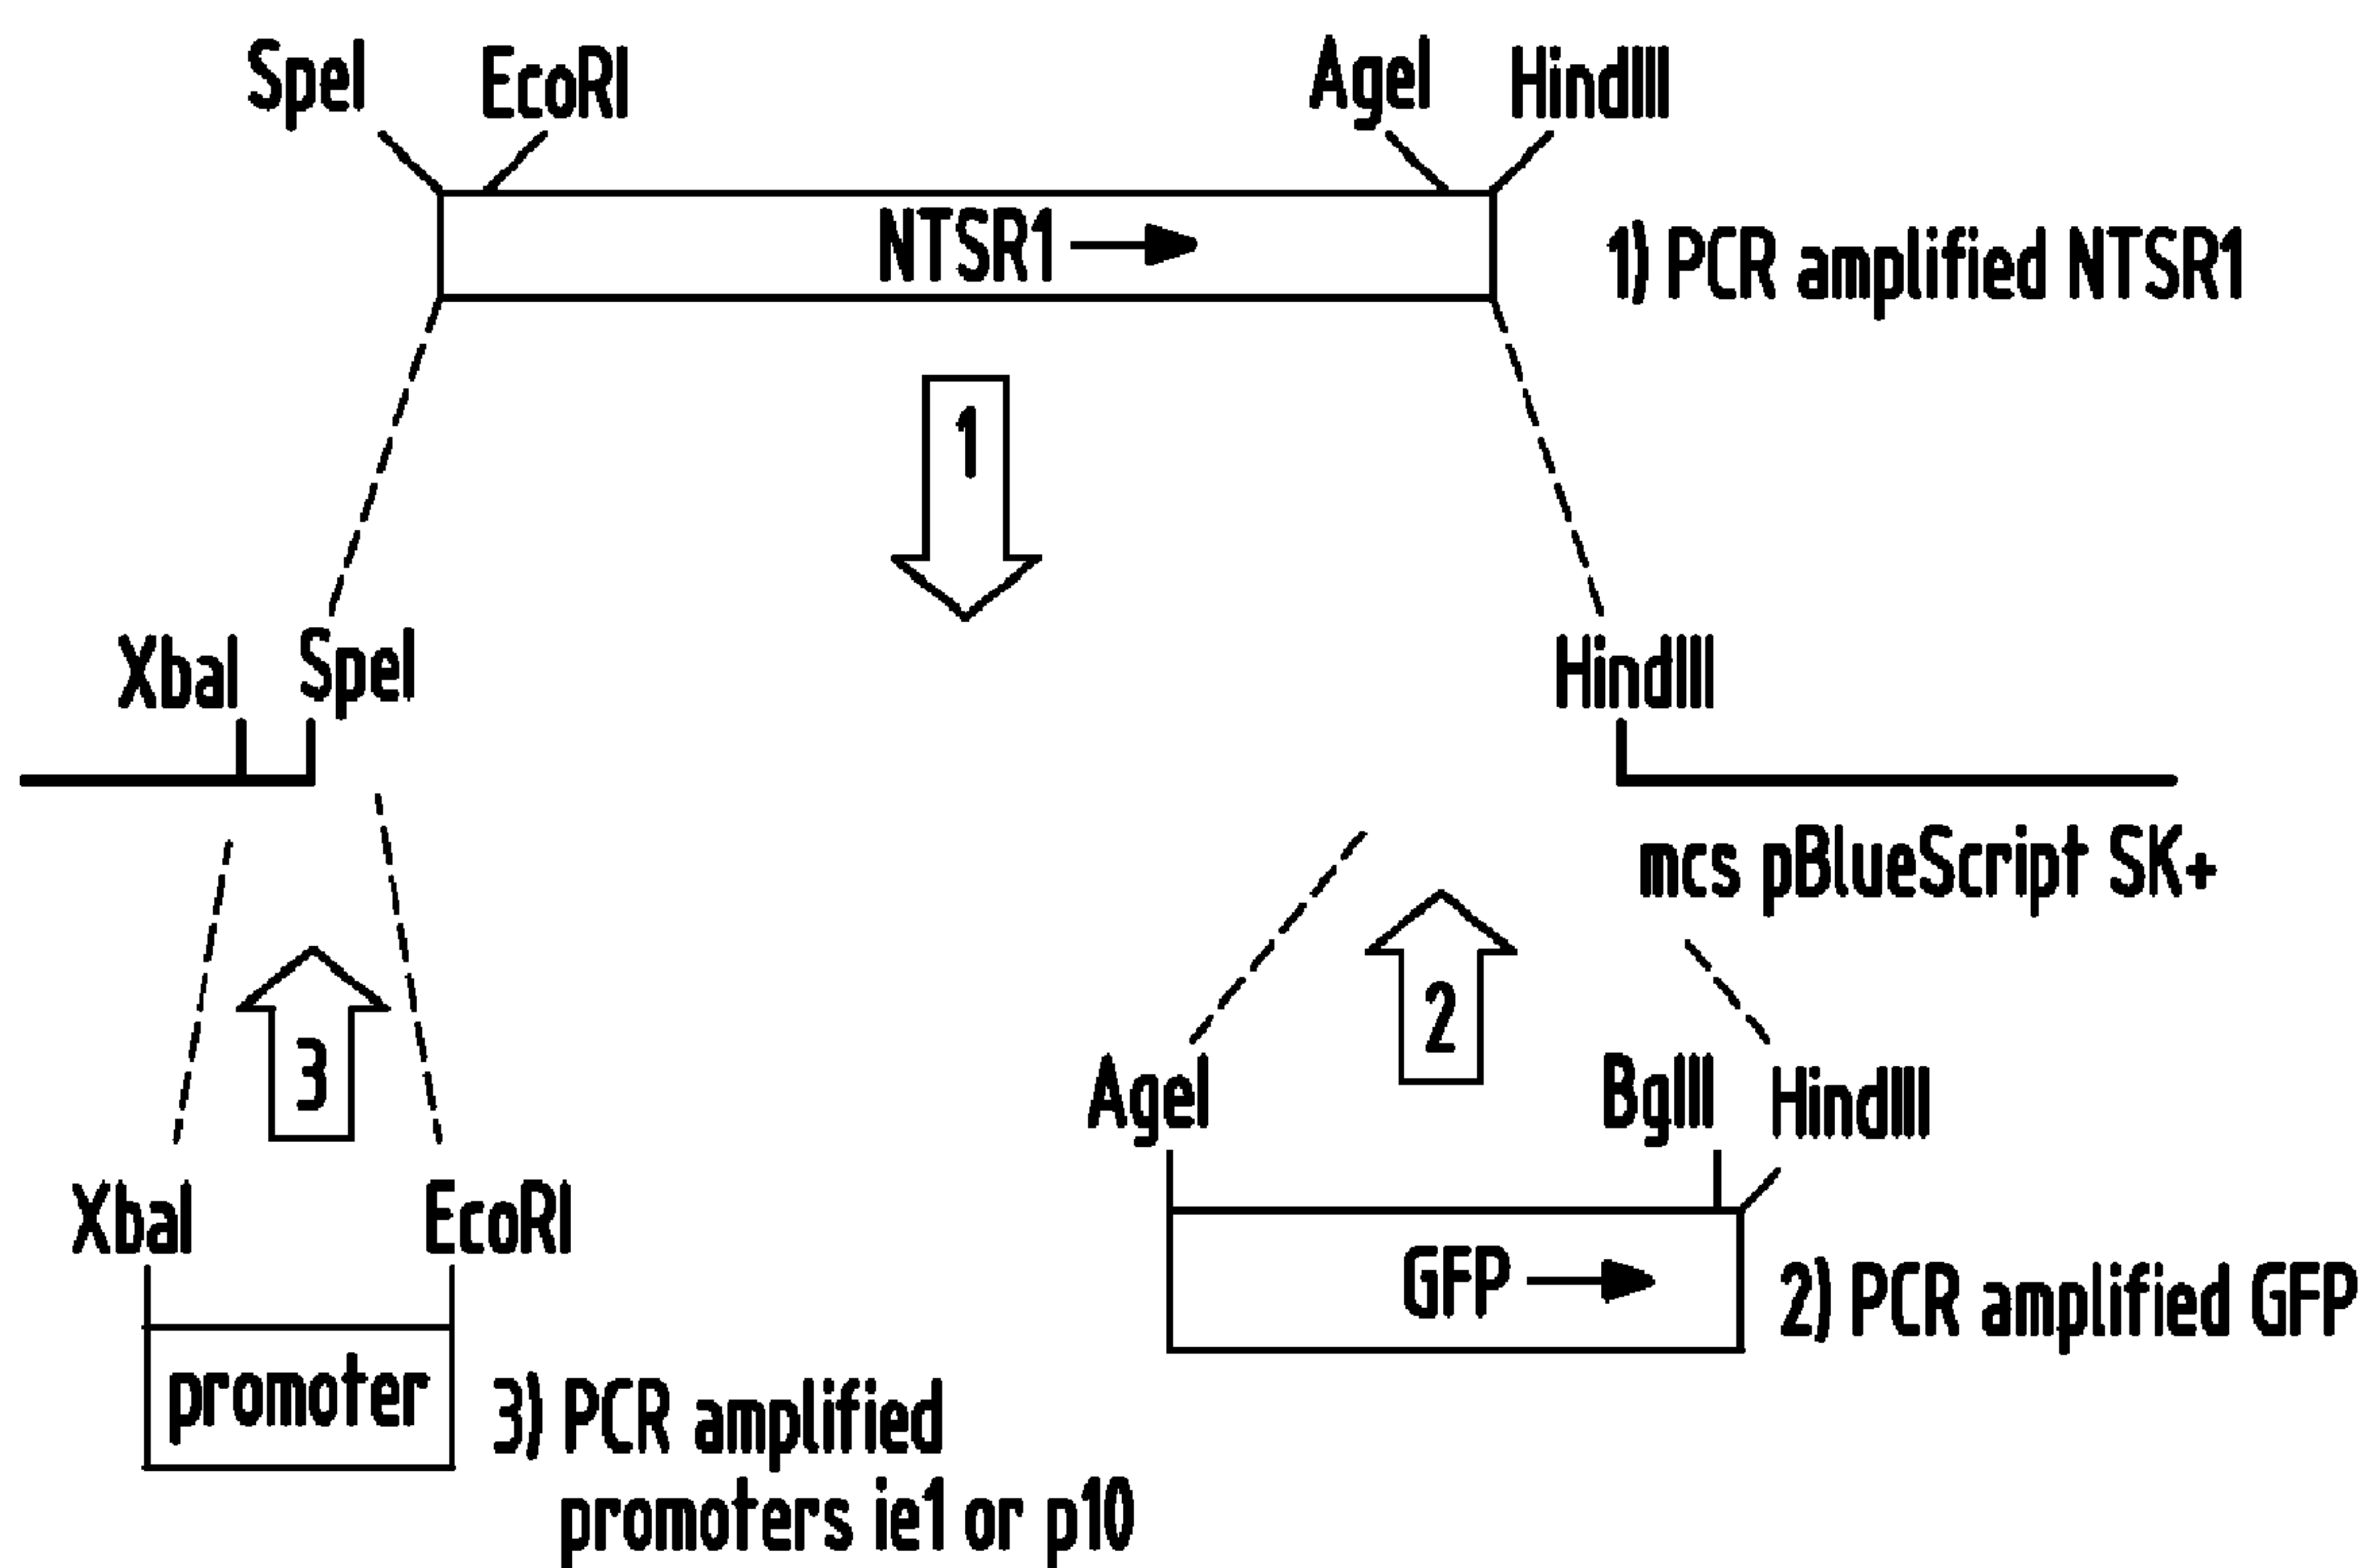 SpeI EcoRI AgeI HindIII
NTSR1
1) PCR amplified NTSR1
1
XbaI SpeI HindIII
mcs pBlueScript SK+
3
2
AgeI BglII HindIII
XbaI EcoRI
GFP
2) PCR amplified GFP
promoter
3) PCR amplified
promoters ie1 or p10